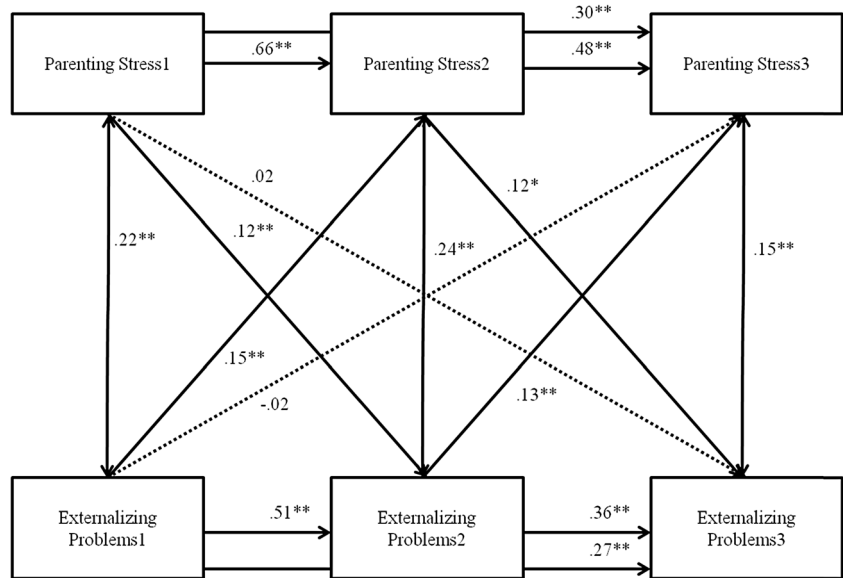 .30**
.66**
.48**
Parenting Stress1
Parenting Stress2
Parenting Stress3
.02
.12*
.22**
.12**
.24**
.15**
.15**
.13**
-.02
.51**
.36**
Externalizing
Problems1
Externalizing
Problems2
Externalizing
Problems3
.27**